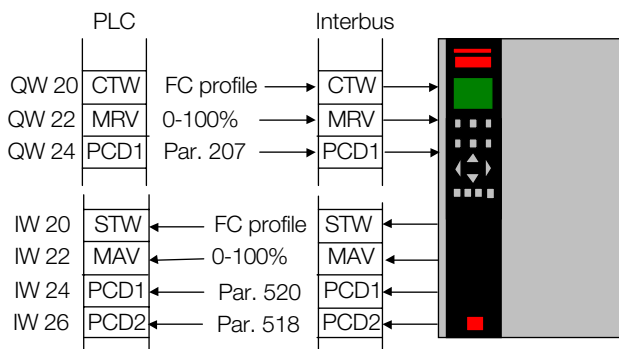 PLC Interbus
QW 20 CTW FC profile CTW
QW 22 MRV 0-100% MRV
QW 24 PCD1 Par. 207 PCD1
IW 20 STW FC profile STW
IW 22 MAV 0-100% MAV
IW 24 PCD1 Par. 520 PCD1
IW 26 PCD2 Par. 518 PCD2